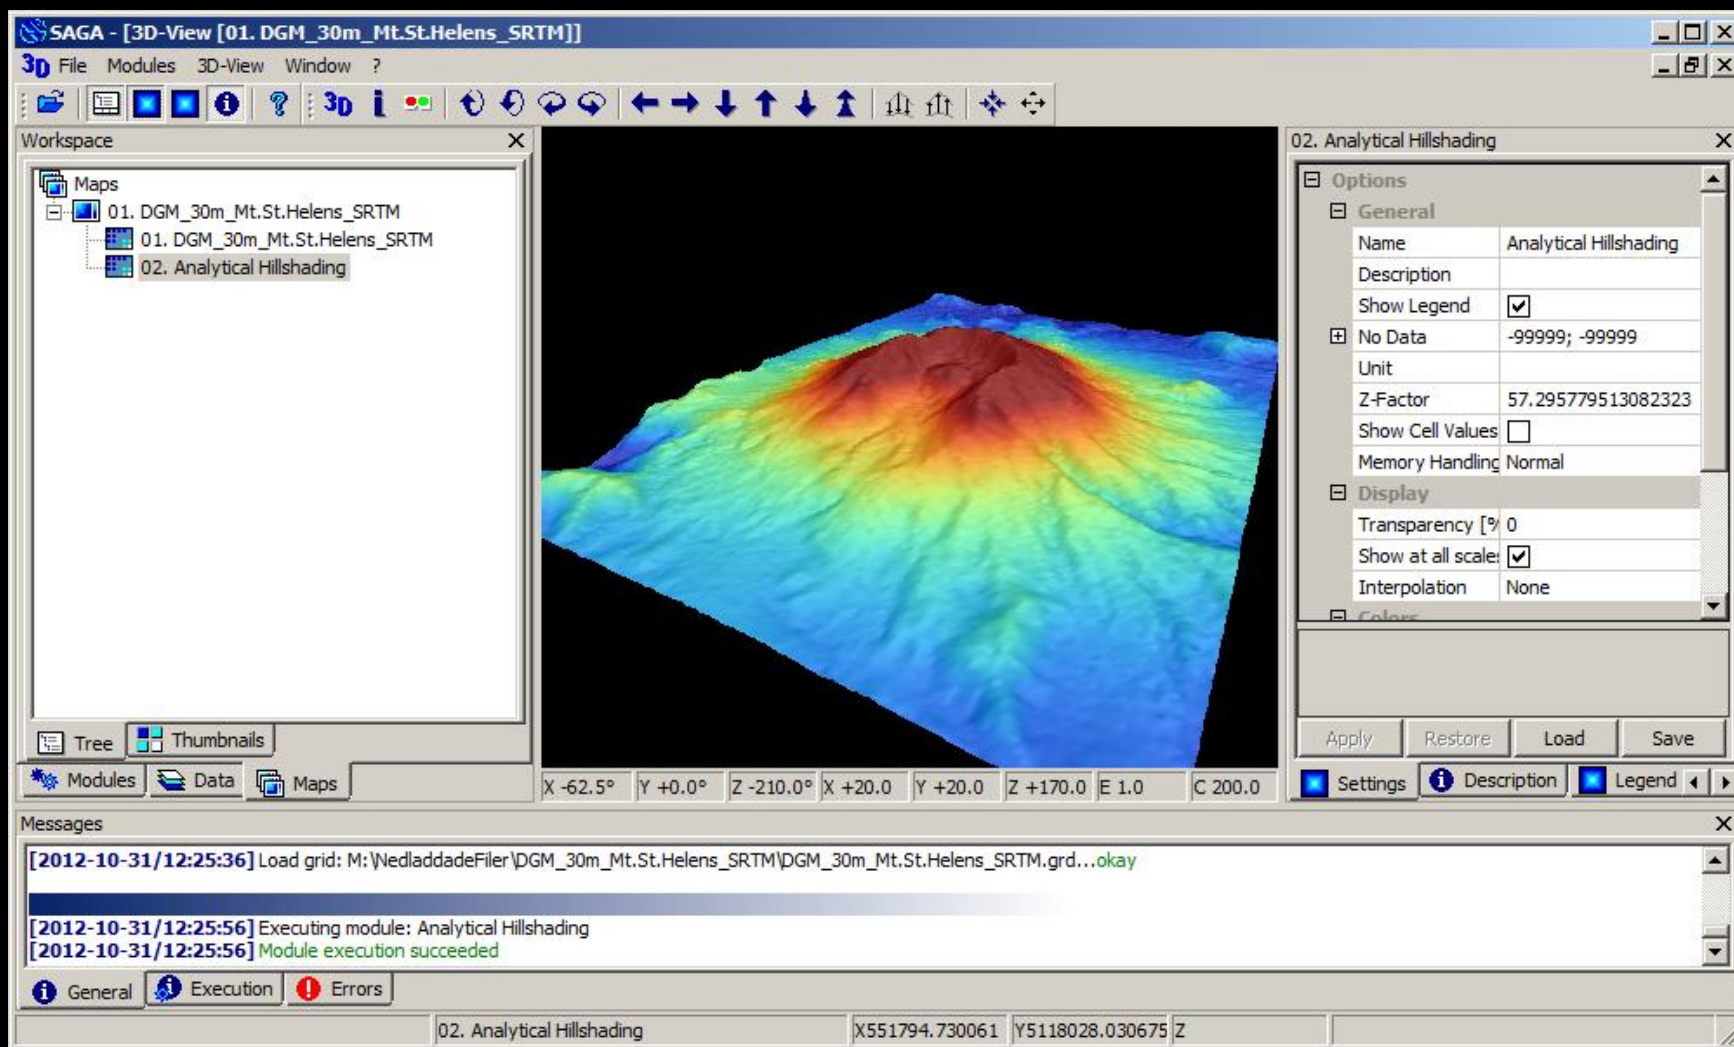 SAGA - [3D-View [01. DGM_30m_Mt.St.Helens_SRTM]]
3D File Modules 3D-View Window ?
3D
Workspace
Maps
01. DGM_30m_Mt.St.Helens_SRTM
01. DGM_30m_Mt.St.Helens_SRTM
02. Analytical Hillshading
Tree Thumbnails
Modules Data Maps
X -62.5° Y +0.0° Z -210.0° X +20.0 Y +20.0 Z +170.0 E 1.0 C 200.0
02. Analytical Hillshading
Options
General
Name Analytical Hillshading
Description
Show Legend
No Data -99999; -99999
Unit
Z-Factor 57.295779513082323
Show Cell Values
Memory Handling Normal
Display
Transparency [% 0
Show at all scales
Interpolation None
Colors
Apply Restore Load Save
Settings Description Legend
Messages
[2012-10-31/12:25:36] Load grid: M:\NedladdadeFiler\DGM_30m_Mt.St.Helens_SRTM\DGM_30m_Mt.St.Helens_SRTM.grd...okay
[2012-10-31/12:25:56] Executing module: Analytical Hillshading
[2012-10-31/12:25:56] Module execution succeeded
General Execution Errors
02. Analytical Hillshading X551794.730061 Y5118028.030675 Z